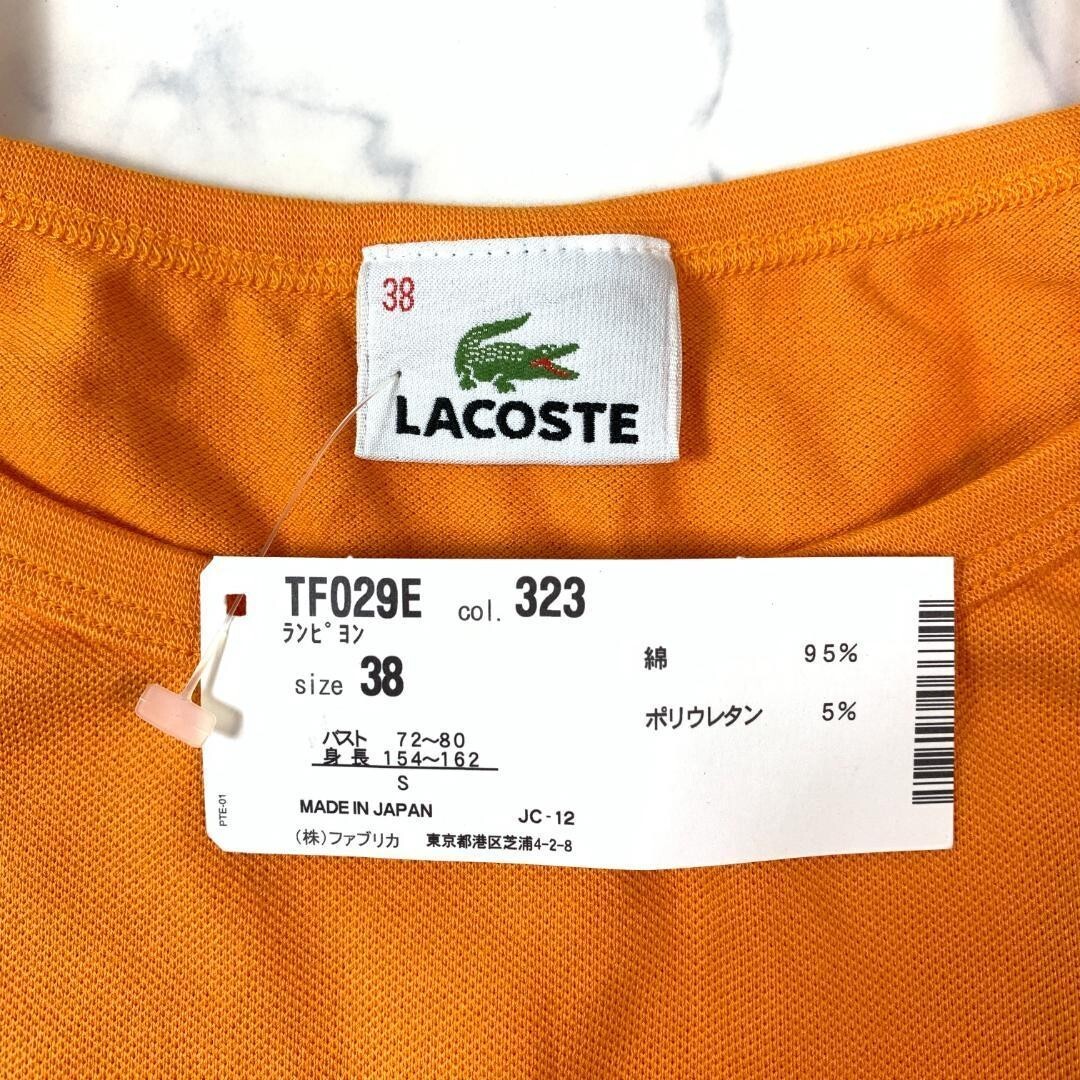 38
LACOSTE
TF029E col. 323
ランピヨン
size 38
綿 95%
ポリウレタン 5%
バスト 72~80
身長 154~162
S
MADE IN JAPAN JC-12
(株)ファブリカ 東京都港区芝浦4-2-8
PTE-01